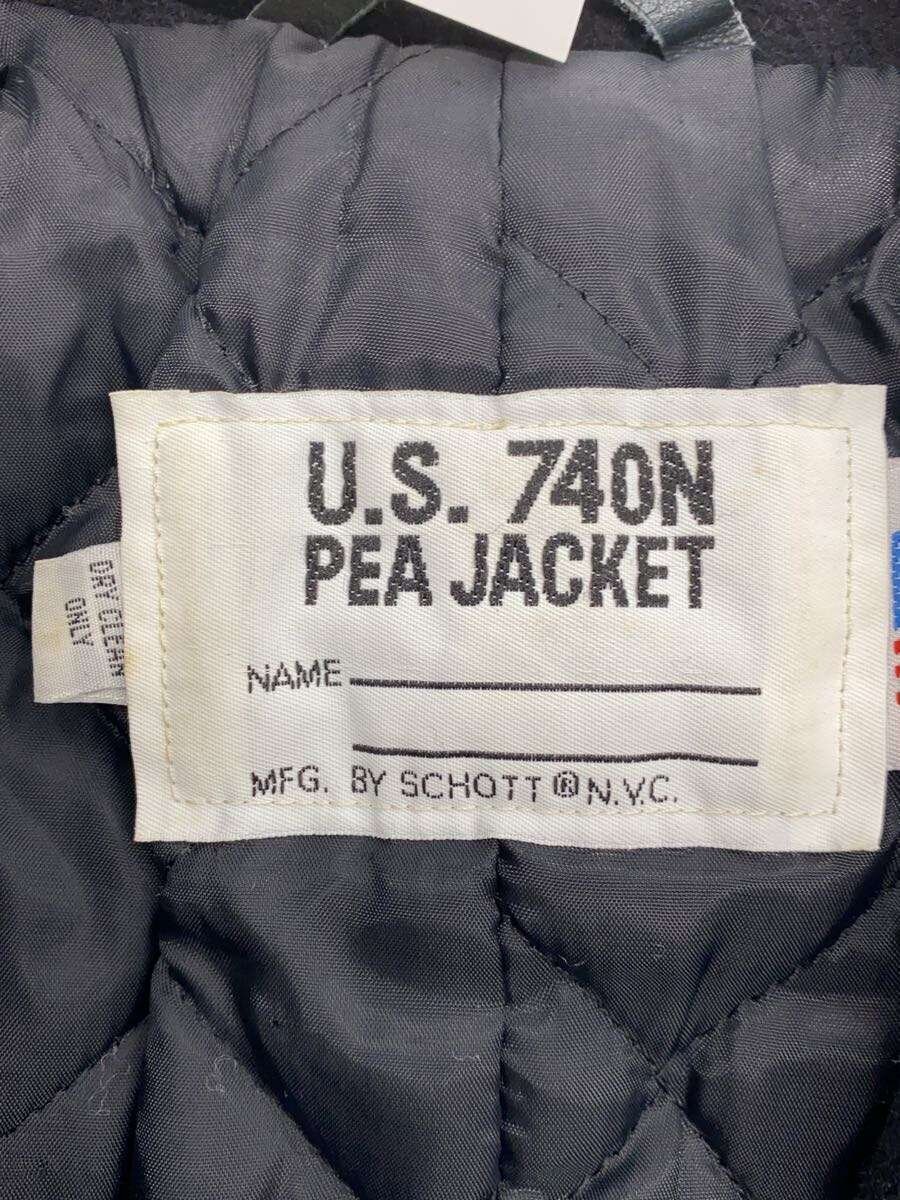 U.S. 740N
PEA JACKET
NAME
MFG. BY SCHOTT ® N.Y.C.
DRY CLEAN
ONLY